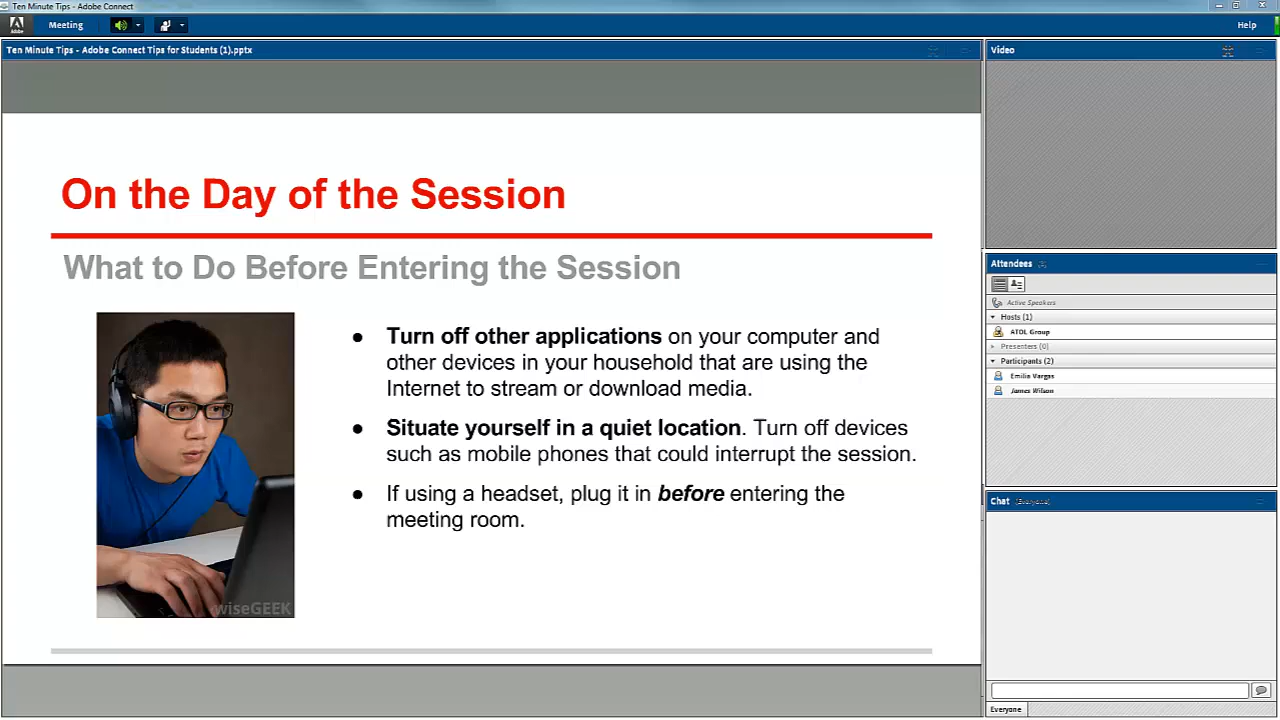 Ten Minute Tips - Adobe Connect
Adobe
Meeting
Help
Ten Minute Tips - Adobe Connect Tips for Students (1).pptx
On the Day of the Session
What to Do Before Entering the Session
● Turn off other applications on your computer and
other devices in your household that are using the
Internet to stream or download media.
● Situate yourself in a quiet location. Turn off devices
such as mobile phones that could interrupt the session.
● If using a headset, plug it in before entering the
meeting room.
wiseGEEK
Video
Attendees
Active Speakers
Hosts (1)
ATDL Group
Presenters (0)
Participants (2)
Emilia Vargas
James Wilson
Chat (Everyone)
Everyone